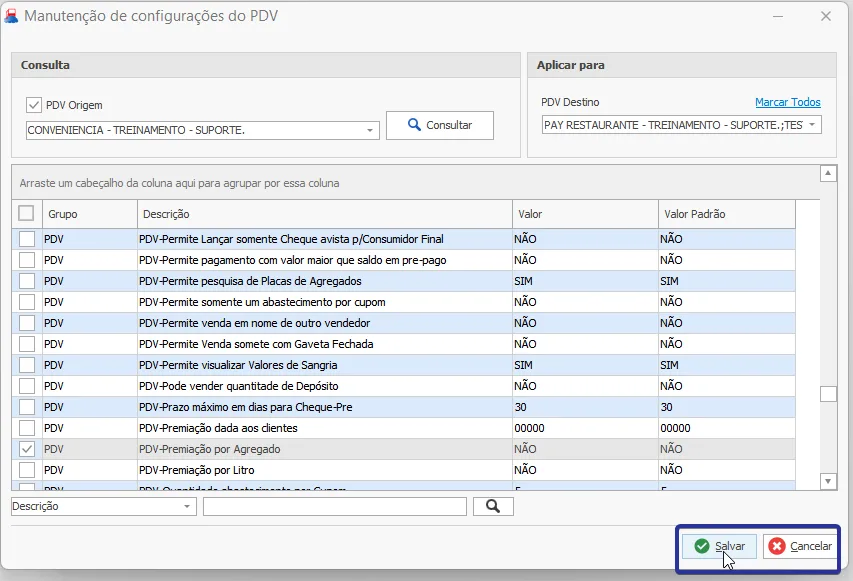 Manutenção de configurações do PDV
Consulta
PDV Origem
CONVENIENCIA - TREINAMENTO - SUPORTE.
Consultar
Aplicar para
PDV Destino
Marcar Todos
PAY RESTAURANTE - TREINAMENTO - SUPORTE.;TES
Arraste um cabeçalho da coluna aqui para agrupar por essa coluna
Grupo Descrição Valor Valor Padrão
PDV PDV-Permite Lançar somente Cheque avista p/Consumidor Final NÃO NÃO
PDV PDV-Permite pagamento com valor maior que saldo em pre-pago NÃO NÃO
PDV PDV-Permite pesquisa de Placas de Agregados SIM SIM
PDV PDV-Permite somente um abastecimento por cupom NÃO NÃO
PDV PDV-Permite venda em nome de outro vendedor NÃO NÃO
PDV PDV-Permite Venda somete com Gaveta Fechada NÃO NÃO
PDV PDV-Permite visualizar Valores de Sangria SIM SIM
PDV PDV-Pode vender quantitade de Depósito NÃO NÃO
PDV PDV-Prazo máximo em dias para Cheque-Pre 30 30
PDV PDV-Premiação dada aos clientes 00000 00000
PDV PDV-Premiação por Agregado NÃO NÃO
PDV PDV-Premiação por Litro NÃO NÃO
PDV PDV-Quantidade abastecimento por Cupom 5 5
Descrição
Salvar Cancelar